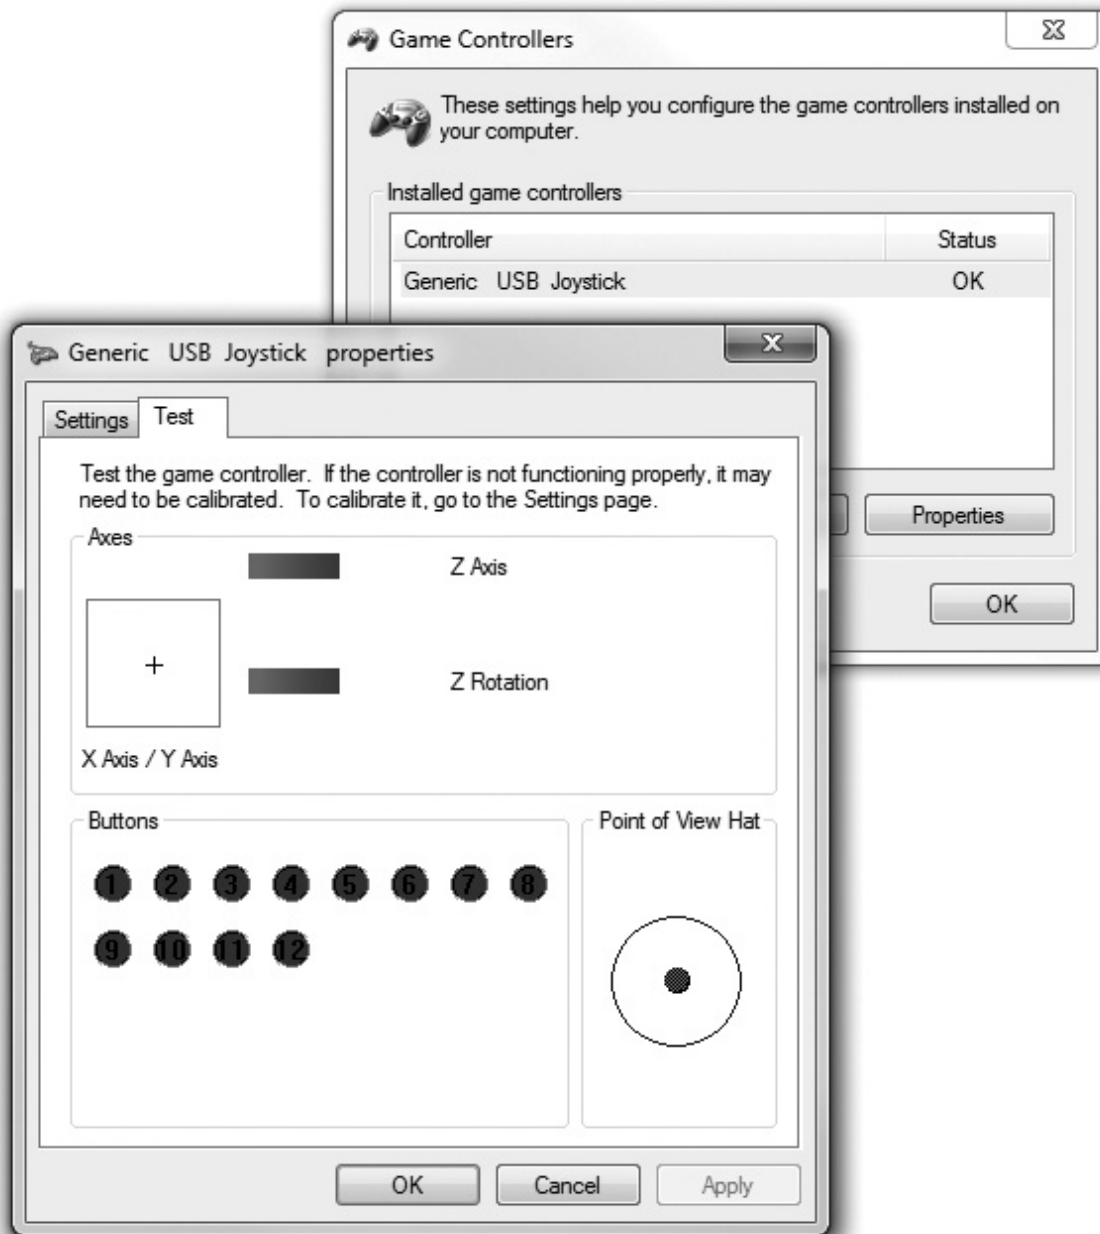 Game Controllers
These settings help you configure the game controllers installed on
your computer.
Installed game controllers
Controller Status
Generic USB Joystick OK
Properties
OK
Generic USB Joystick properties
Settings Test
Test the game controller. If the controller is not functioning properly, it may
need to be calibrated. To calibrate it, go to the Settings page.
Axes
Z Axis
Z Rotation
X Axis / Y Axis
Buttons
1 2 3 4 5 6 7 8
9 10 11 12
Point of View Hat
OK Cancel Apply